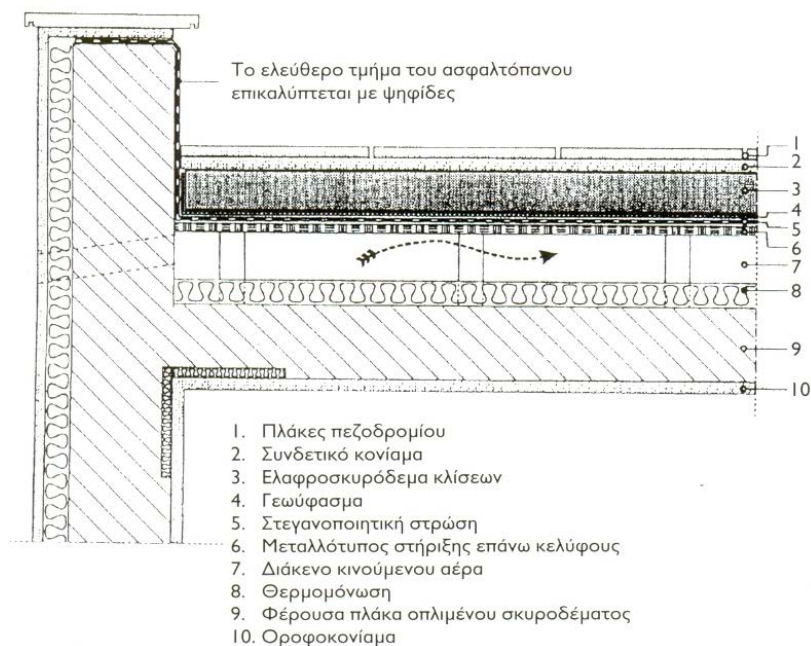 Το ελεύθερο τμήμα του ασφαλτόπανου
επικαλύπτεται με ψηφίδες
1
2
3
4
5
6
7
8
9
10
1. Πλάκες πεζοδρομίου
2. Συνδετικό κονίαμα
3. Ελαφροσκυρόδεμα κλίσεων
4. Γεωύφασμα
5. Στεγανοποιητική στρώση
6. Μεταλλότυπος στήριξης επάνω κελύφους
7. Διάκενο κινούμενου αέρα
8. Θερμομόνωση
9. Φέρουσα πλάκα οπλιμένου σκυροδέματος
10. Οροφοκονίαμα